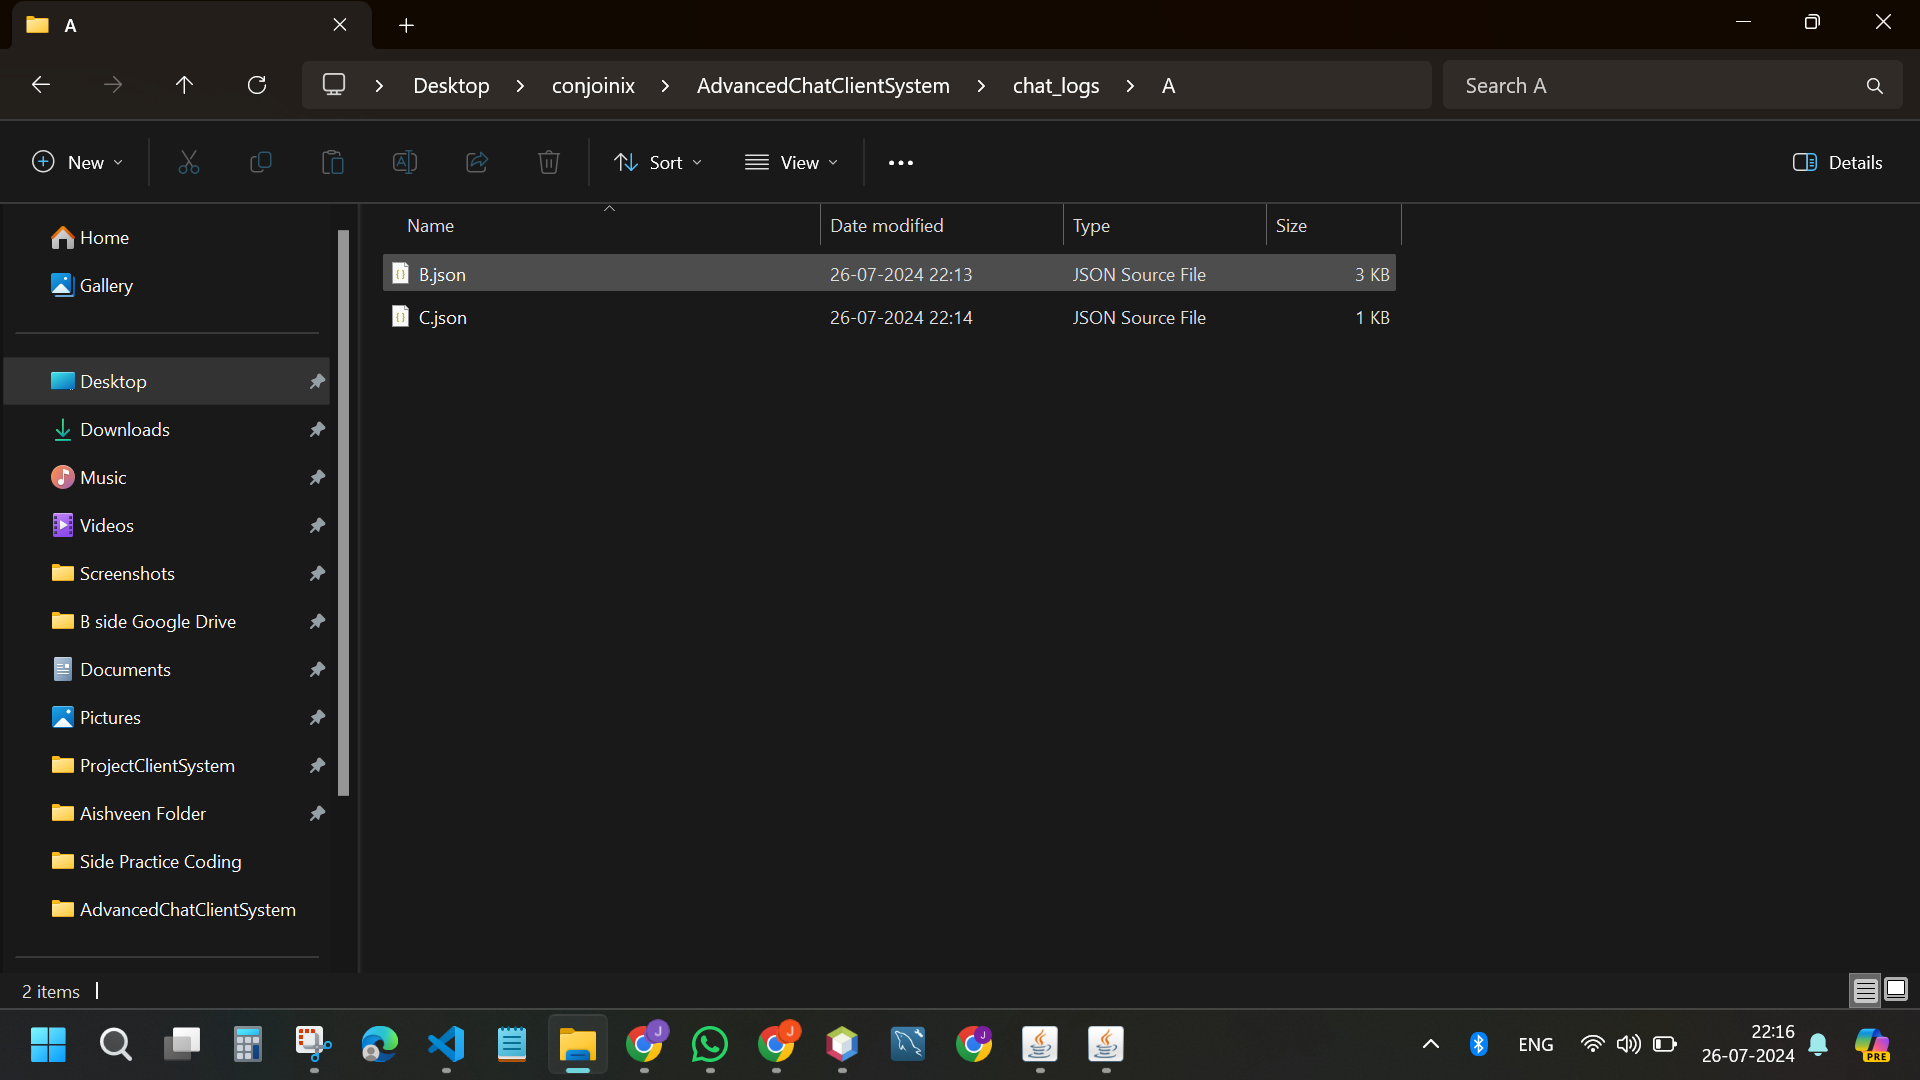 A
Desktop
conjoinix
AdvancedChatClientSystem
chat_logs
A
Search A
New
Sort
View
Details
Name
Date modified
Type
Size
B.json
26-07-2024 22:13
JSON Source File
3 KB
C.json
26-07-2024 22:14
JSON Source File
1 KB
Home
Gallery
Desktop
Downloads
Music
Videos
Screenshots
B side Google Drive
Documents
Pictures
ProjectClientSystem
Aishveen Folder
Side Practice Coding
AdvancedChatClientSystem
2 items
J
J
J
ENG
22:16
26-07-2024
PRE